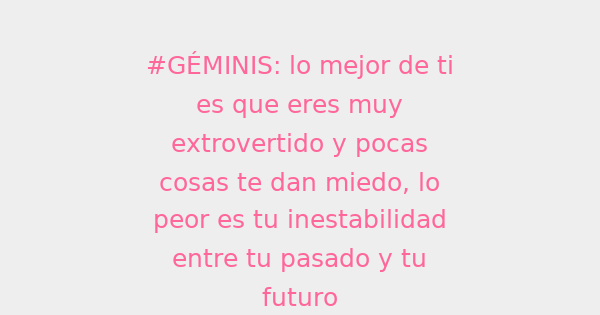 #GÉMINIS: lo mejor de ti
es que eres muy
extrovertido y pocas
cosas te dan miedo, lo
peor es tu inestabilidad
entre tu pasado y tu
futuro